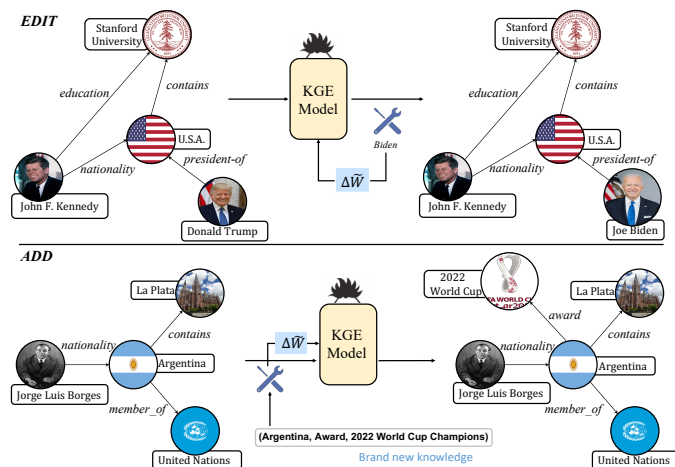 EDIT
Stanford
University
education
contains
U.S.A.
nationality
president-of
John F. Kennedy
Donald Trump
KGE
Model
Biden
ΔW̃
Stanford
University
education
contains
U.S.A.
nationality
president-of
John F. Kennedy
Joe Biden
ADD
La Plata
nationality
contains
Argentina
Jorge Luis Borges
member_of
United Nations
ΔW̃
KGE
Model
(Argentina, Award, 2022 World Cup Champions)
Brand new knowledge
2022
World Cup
award
La Plata
nationality
contains
Argentina
Jorge Luis Borges
member_of
United Nations